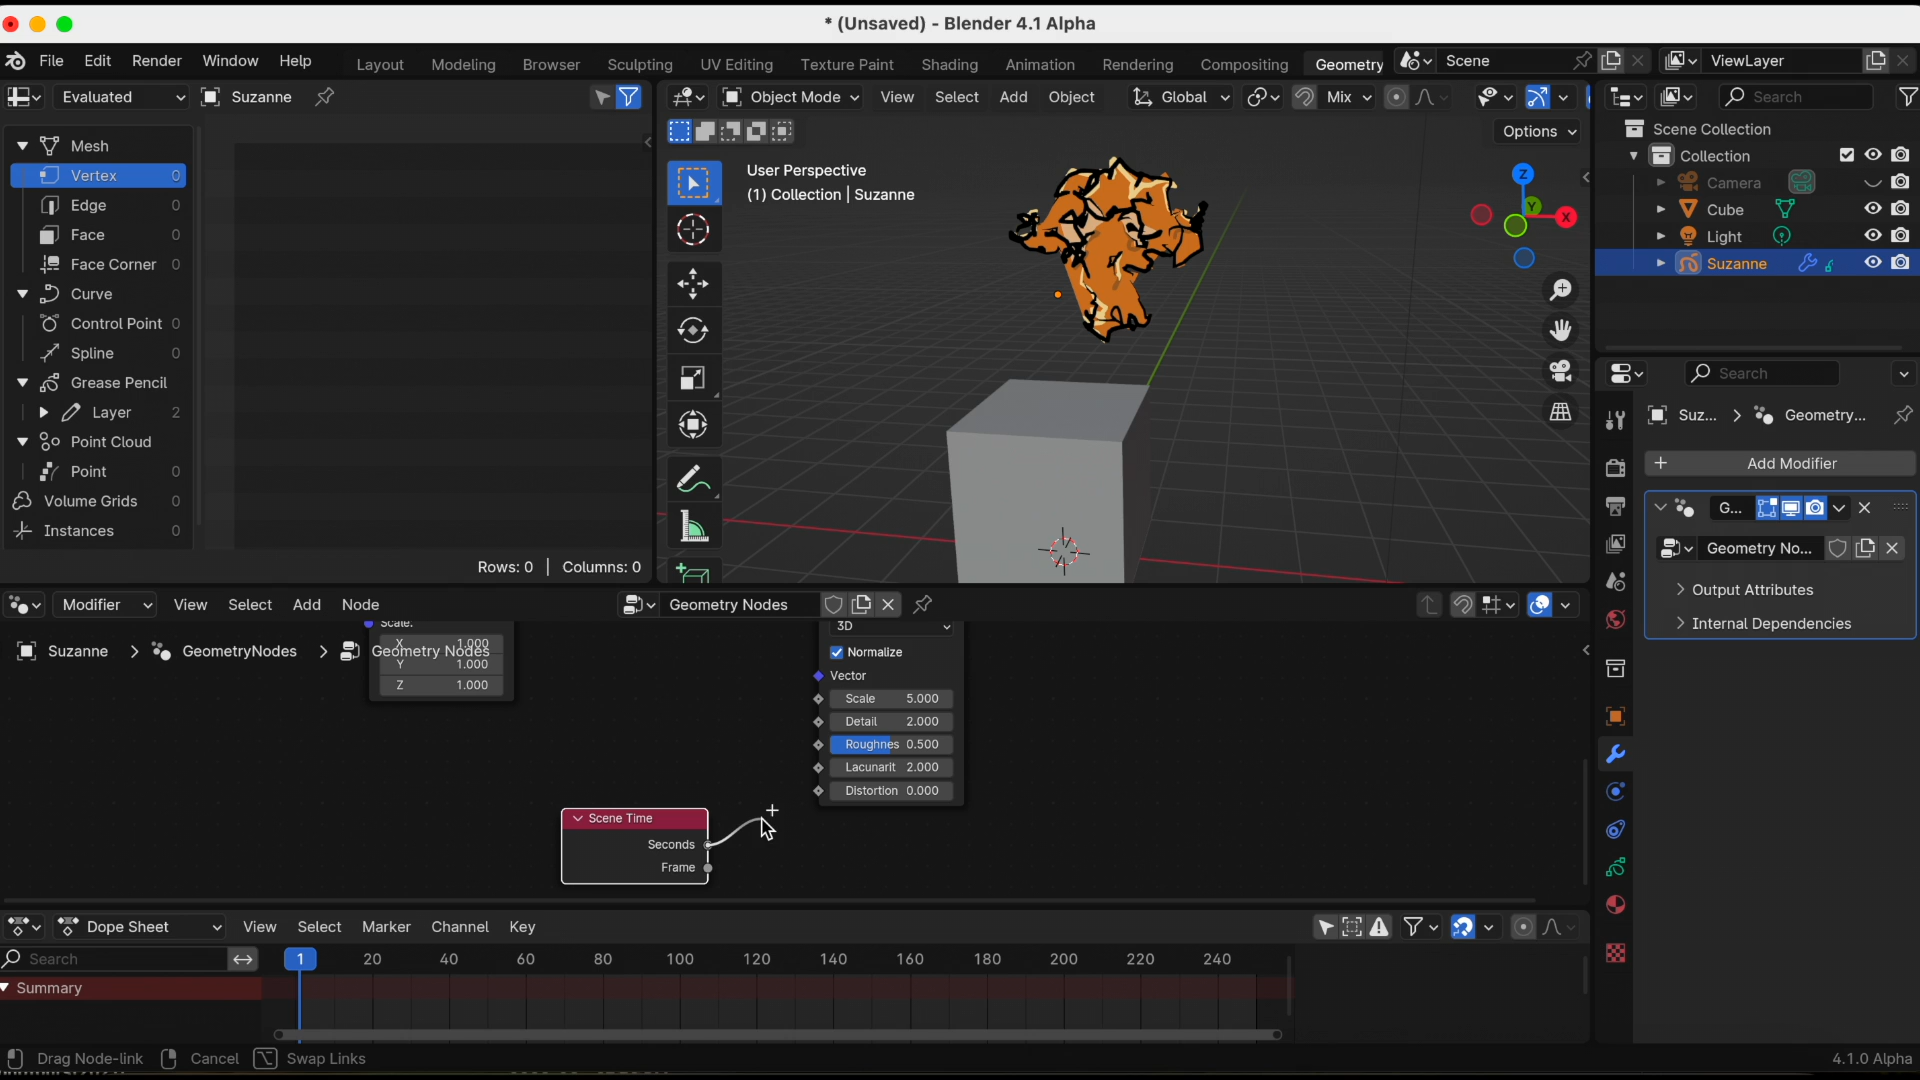 * (Unsaved) - Blender 4.1 Alpha
File Edit Render Window Help
Layout Modeling Browser Sculpting UV Editing Texture Paint Shading Animation Rendering Compositing Geometry
Scene
ViewLayer
Evaluated
Suzanne
Mesh
Vertex 0
Edge 0
Face 0
Face Corner 0
Curve
Control Point 0
Spline 0
Grease Pencil
Layer 2
Point Cloud
Point 0
Volume Grids 0
Instances 0
Rows: 0 | Columns: 0
Object Mode View Select Add Object Global Mix
Options
User Perspective
(1) Collection | Suzanne
Z
Y
X
Search
Scene Collection
Collection
Camera
Cube
Light
Suzanne
Search
Suz... > Geometry...
+ Add Modifier
G...
Geometry No...
Output Attributes
Internal Dependencies
Modifier View Select Add Node
Geometry Nodes
Suzanne > GeometryNodes > Geometry Nodes
Scale:
X 1.000
Y 1.000
Z 1.000
3D
Normalize
Vector
Scale 5.000
Detail 2.000
Roughnes 0.500
Lacunarit 2.000
Distortion 0.000
Scene Time
Seconds
Frame
Dope Sheet View Select Marker Channel Key
Search
1 20 40 60 80 100 120 140 160 180 200 220 240
Summary
Drag Node-link Cancel Swap Links
4.1.0 Alpha